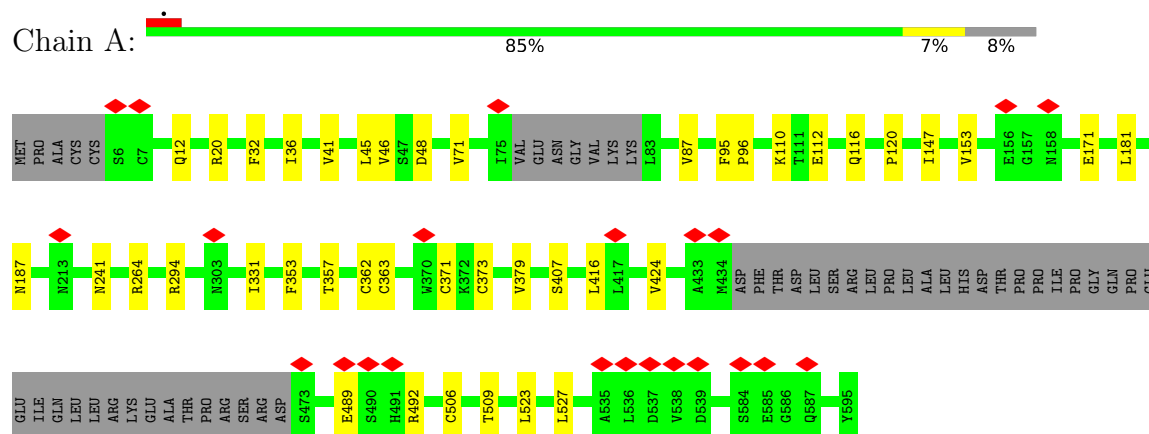 Chain A:
85% 7% 8%
MET PRO ALA CYS CYS S6 C7 Q12 R20 F32 I36 V41 L45 V46 S47 D48 V71 I75 VAL GLU ASN GLY VAL LYS LYS L83 V87 F95 P96 K110 T111 E112 Q116 P120 I147 V153 E156 G157 N158 E171 L181
N187 N213 N241 R264 R294 N303 I331 F353 T357 C362 C363 W370 C371 K372 C373 V379 S407 L416 L417 V424 A433 M434 ASP PHE THR ASP LEU SER ARG LEU PRO LEU ALA LEU HIS ASP THR PRO PRO ILE PRO GLY GLN PRO GLU
GLU ILE GLN LEU LEU ARG LYS GLU ALA THR PRO ARG SER ARG ASP S473 E489 S490 H491 R492 C506 T509 L523 L527 A535 L536 D537 V538 D539 S584 E585 G586 Q587 Y595